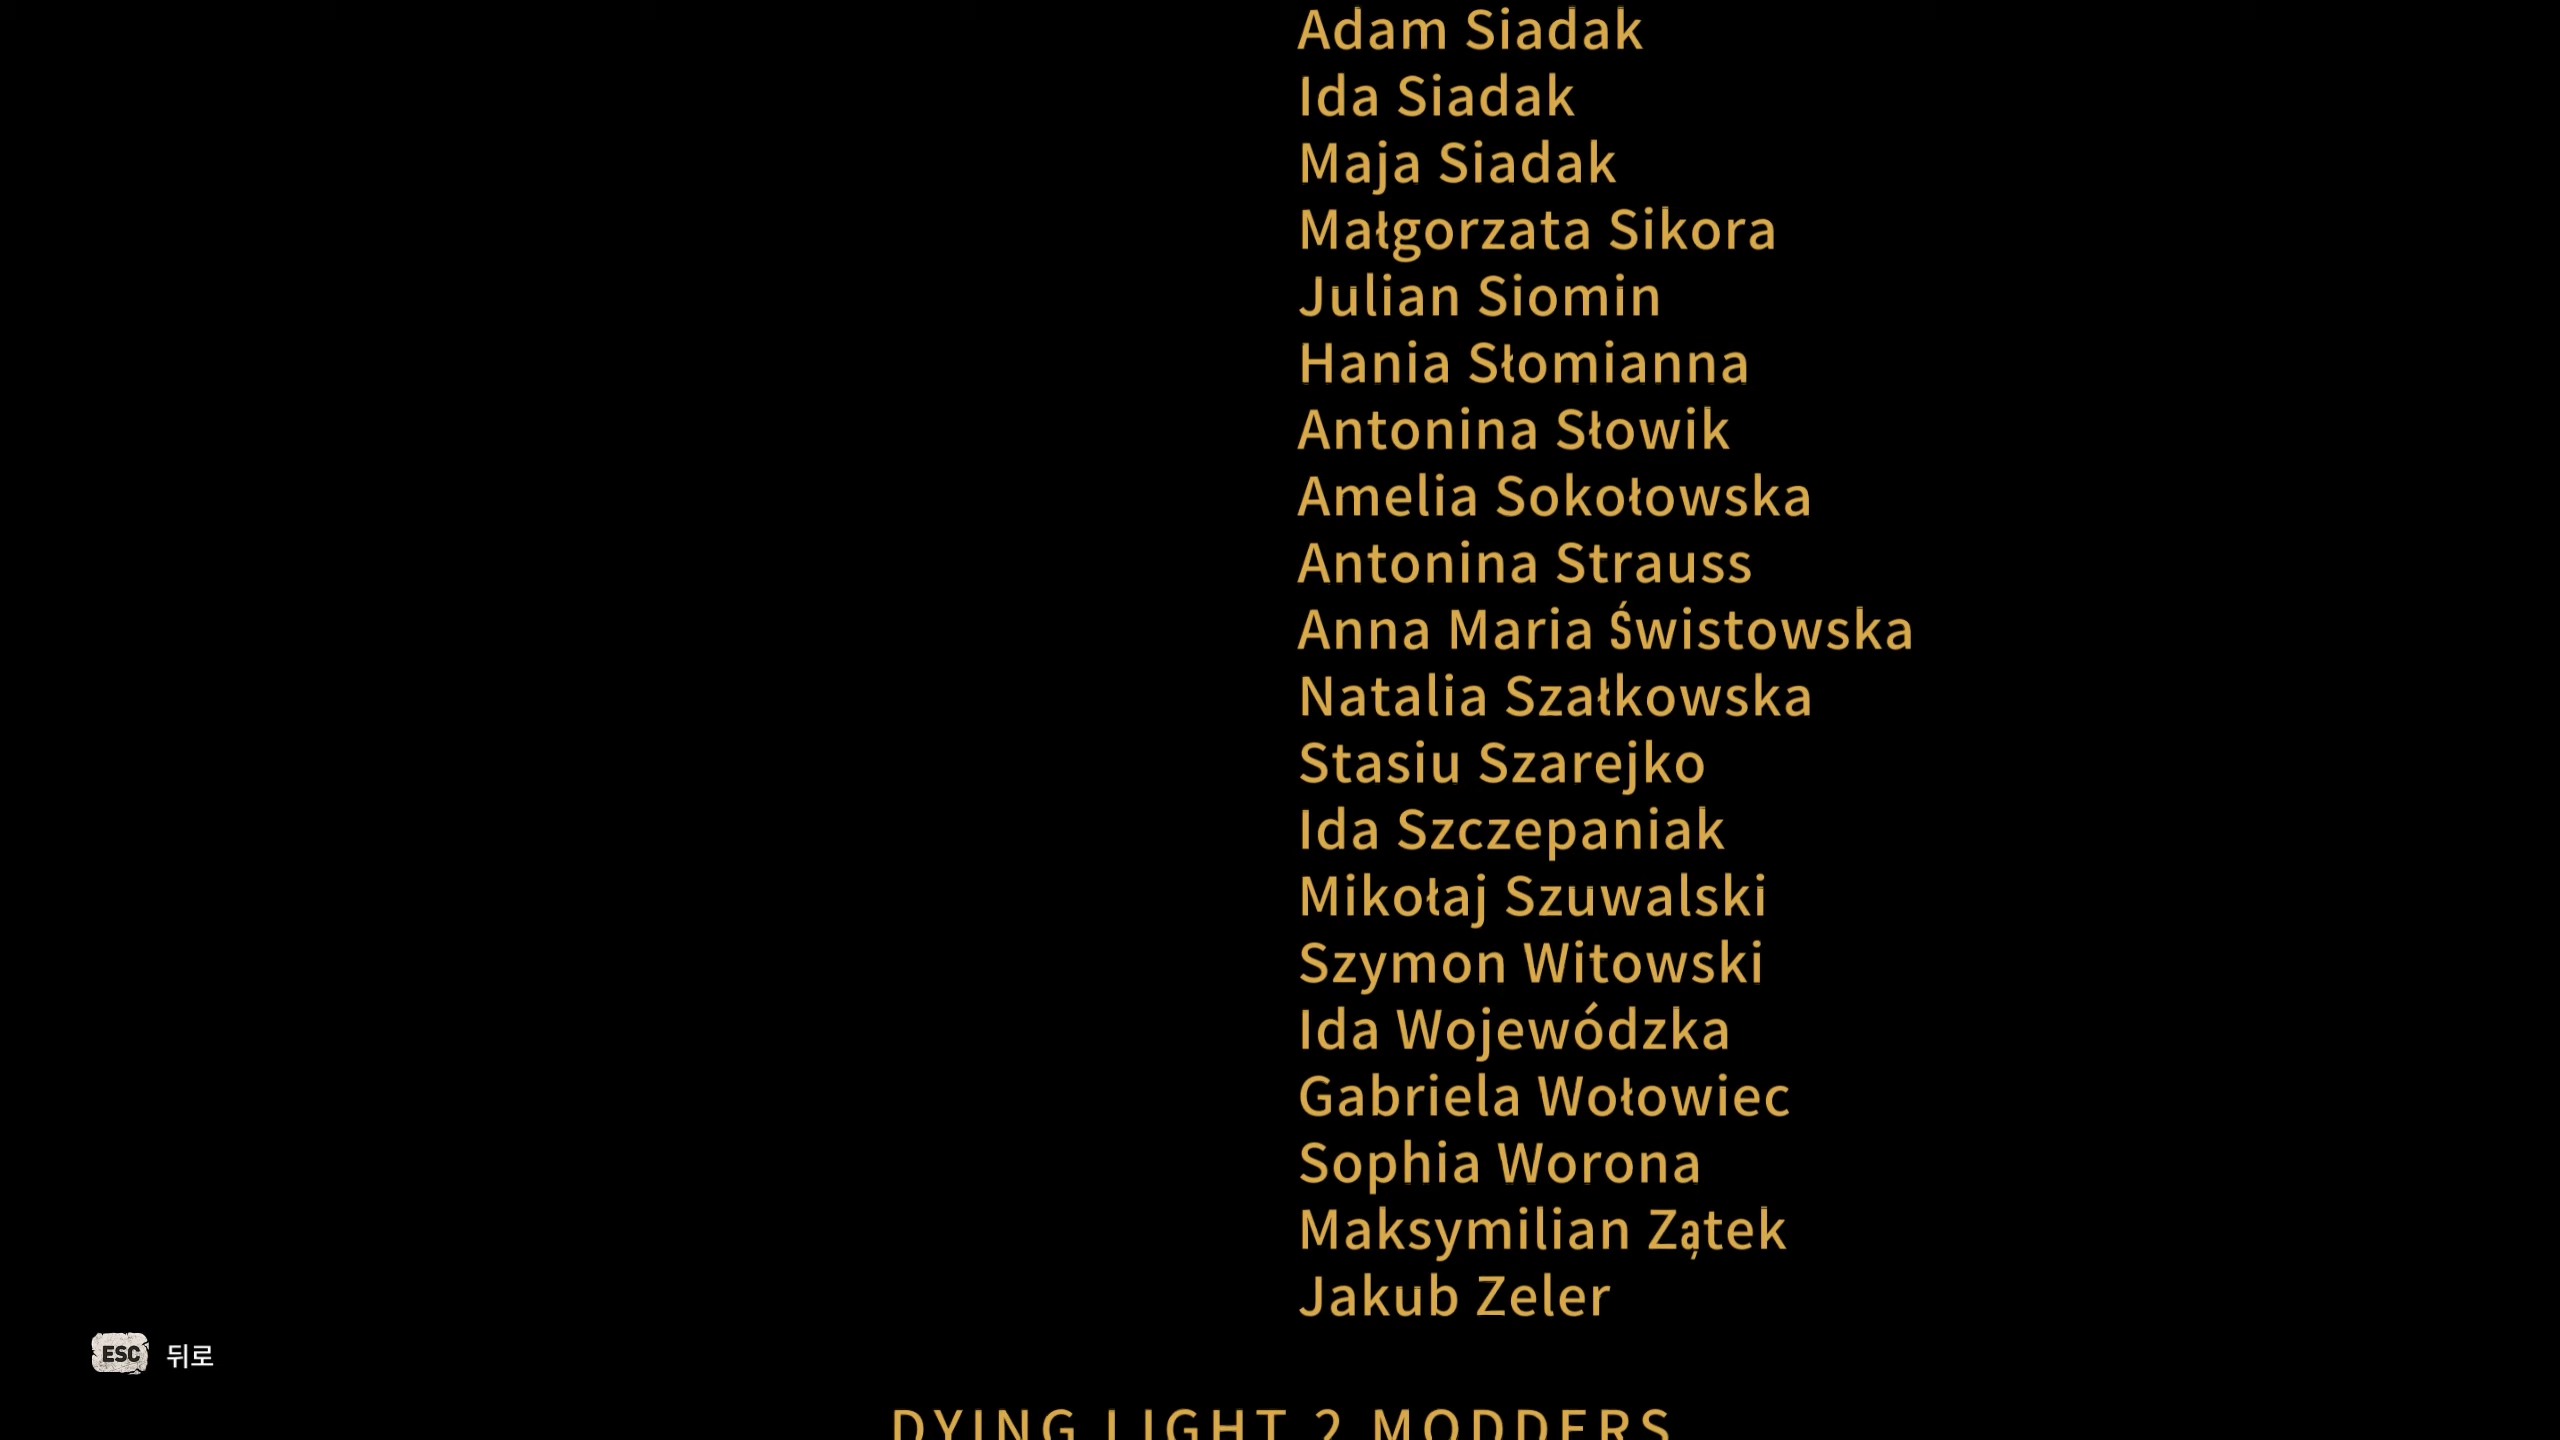 Adam Siadak
Ida Siadak
Maja Siadak
Małgorzata Sikora
Julian Siomin
Hania Słomianna
Antonina Słowik
Amelia Sokołowska
Antonina Strauss
Anna Maria Świstowska
Natalia Szałkowska
Stasiu Szarejko
Ida Szczepaniak
Mikołaj Szuwalski
Szymon Witowski
Ida Wojewódzka
Gabriela Wołowiec
Sophia Worona
Maksymilian Zątek
Jakub Zeler
ESC 뒤로
DYING LIGHT 2 MODDERS